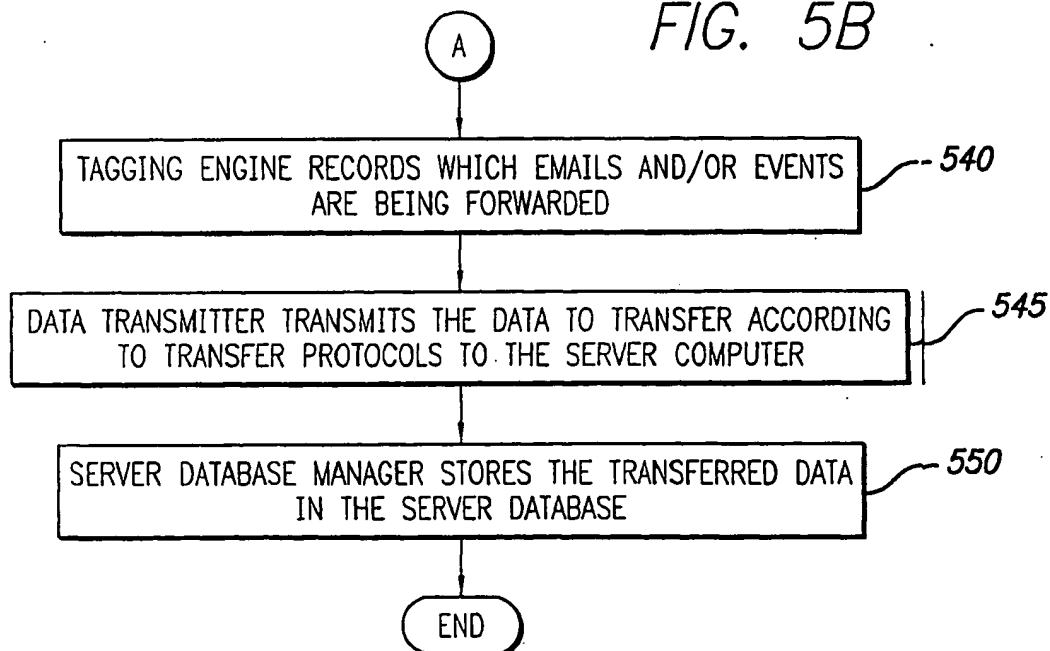 FIG. 5B
A
TAGGING ENGINE RECORDS WHICH EMAILS AND/OR EVENTS
ARE BEING FORWARDED
540
DATA TRANSMITTER TRANSMITS THE DATA TO TRANSFER ACCORDING
TO TRANSFER PROTOCOLS TO THE SERVER COMPUTER
545
SERVER DATABASE MANAGER STORES THE TRANSFERRED DATA
IN THE SERVER DATABASE
550
END